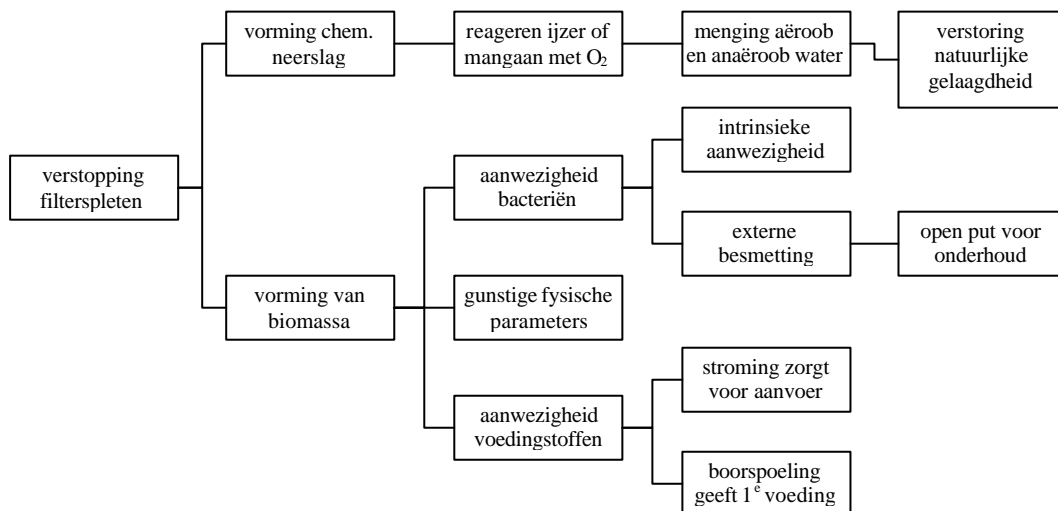 vorming chem.
neerslag
reageren ijzer of
mangaan met O₂
menging aëroob
en anaëroob water
verstoring
natuurlijke
gelaagdheid
intrinsieke
aanwezigheid
verstopping
filterspleten
aanwezigheid
bacteriën
externe
besmetting
open put voor
onderhoud
vorming van
biomassa
gunstige fysische
parameters
stroming zorgt
voor aanvoer
aanwezigheid
voedingstoffen
boorspoeling
geeft 1ᵉ voeding